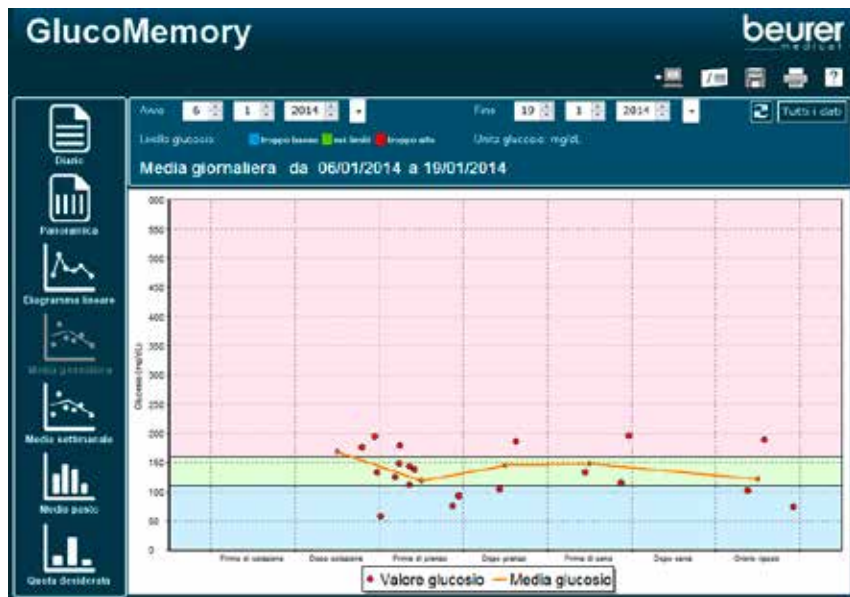 GlucoMemory
beurer
medical
Diario
Panoramica
Diagramma lineare
Media giornaliera
Media settimanale
Media pasto
Quota desiderata
6 1 2014
Fine 19 1 2014
Tutti i dati
Livello glucosio: troppo basso nei limiti troppo alto Unità glucosio: mg/dL
Media giornaliera da 06/01/2014 a 19/01/2014
Glucosio (mg/dL)
600
550
500
450
400
350
300
250
200
150
100
50
0
Prima di colazione Dopo colazione Prima di pranzo Dopo pranzo Prima di cena Dopo cena Orario riposo
Valore glucosio Media glucosio